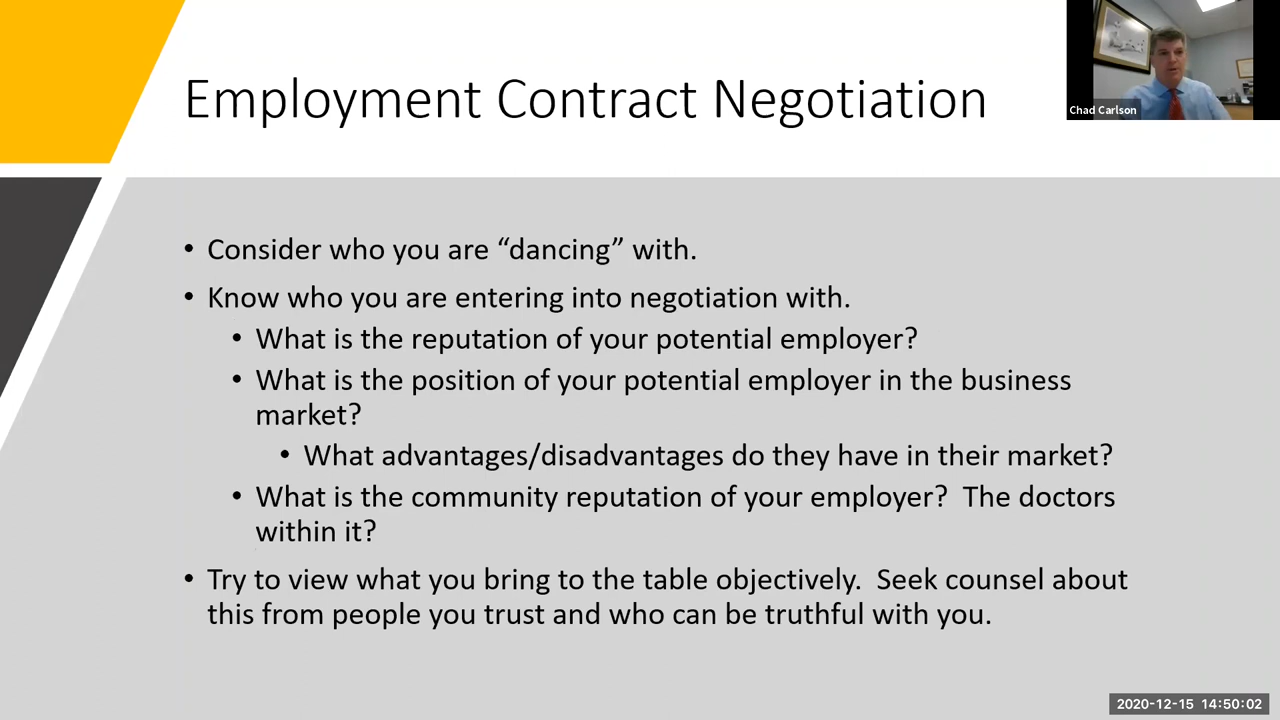 Employment Contract Negotiation
Chad Carlson
• Consider who you are “dancing” with.
• Know who you are entering into negotiation with.
• What is the reputation of your potential employer?
• What is the position of your potential employer in the business
market?
• What advantages/disadvantages do they have in their market?
• What is the community reputation of your employer?  The doctors
within it?
• Try to view what you bring to the table objectively.  Seek counsel about
this from people you trust and who can be truthful with you.
2020-12-15 14:50:02